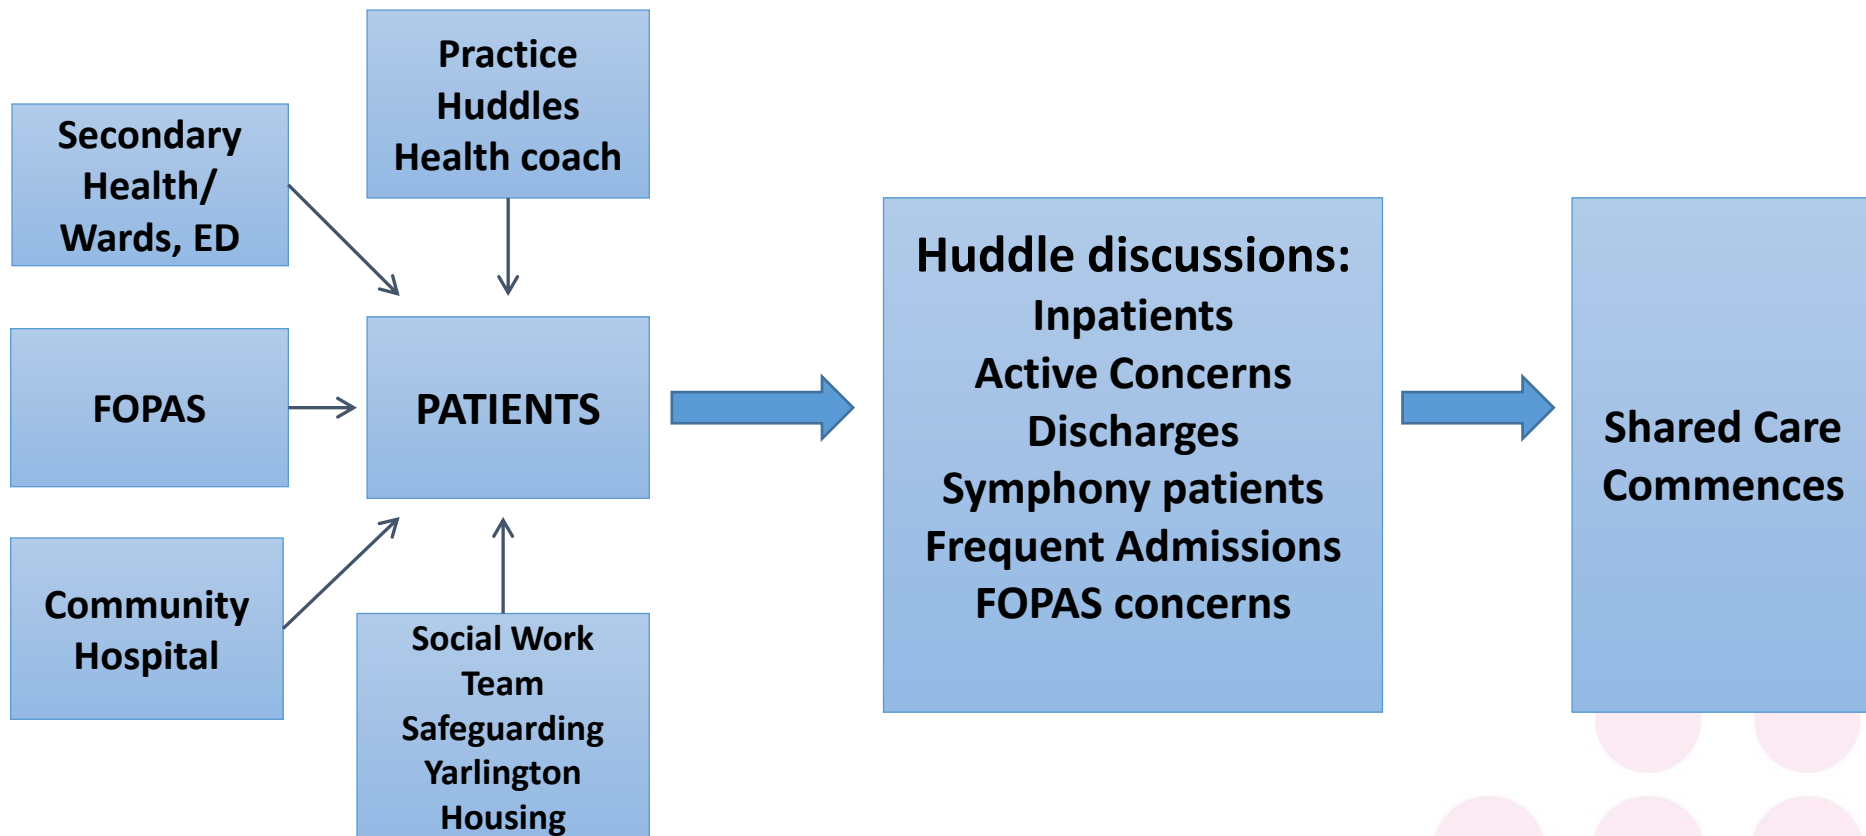 Practice
Huddles
Health coach
Secondary
Health/
Wards, ED
FOPAS
PATIENTS
Community
Hospital
Social Work
Team
Safeguarding
Yarlington
Housing
Huddle discussions:
Inpatients
Active Concerns
Discharges
Symphony patients
Frequent Admissions
FOPAS concerns
Shared Care
Commences